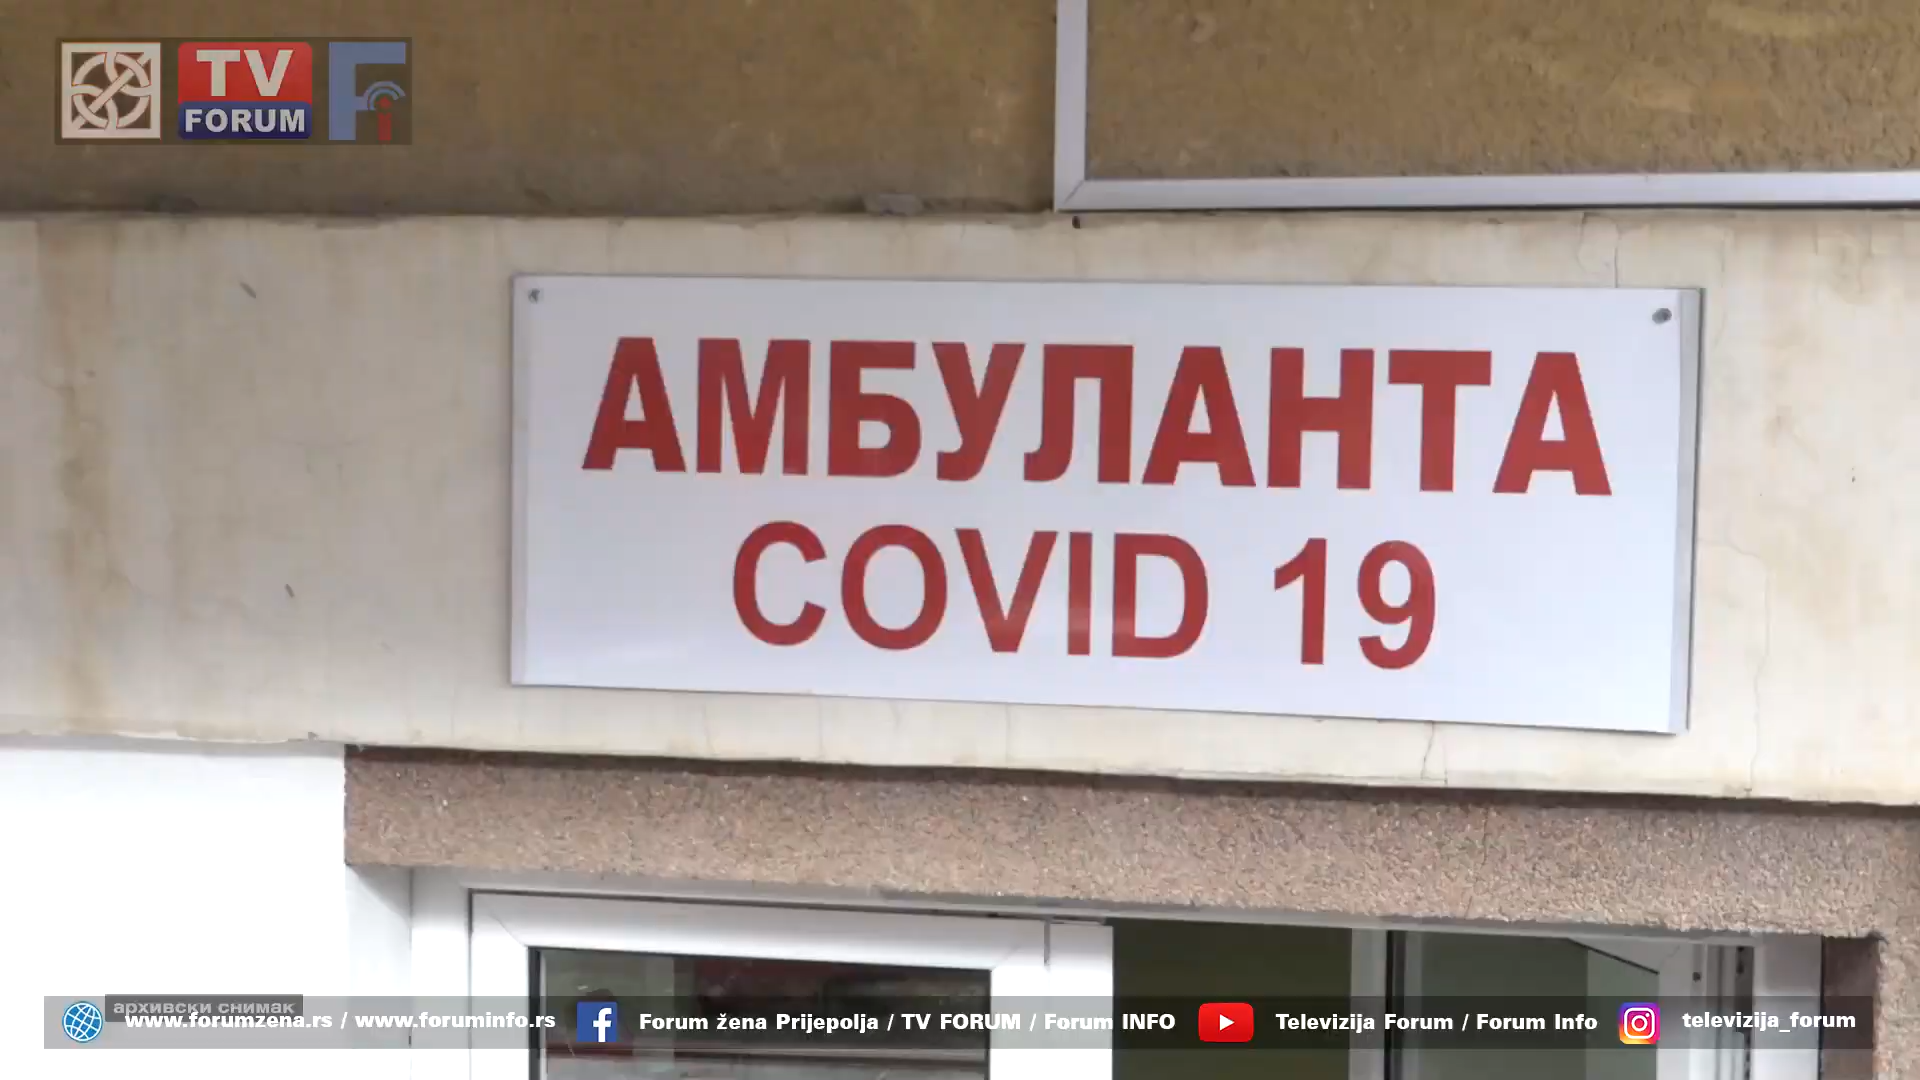 TV
FORUM
Fi
АМБУЛАНТА
COVID 19
архивски снимак
www.forumzena.rs / www.foruminfo.rs
Forum žena Prijepolja / TV FORUM / Forum INFO
Televizija Forum / Forum Info
televizija_forum